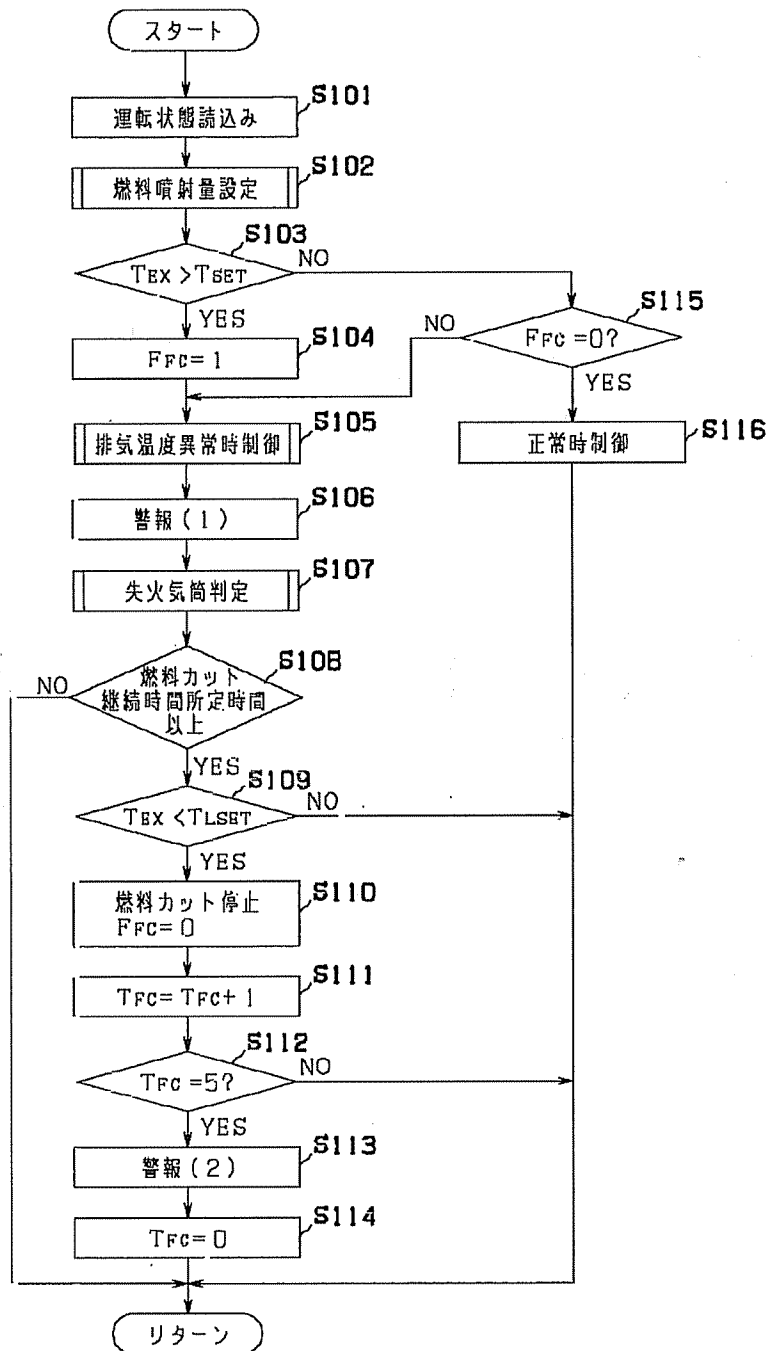 スタート
S101
運転状態読込み
S102
燃料噴射量設定
S103
TEX >TSET
NO
YES
S115
FFC =0?
NO
YES
S104
FFC= 1
S105
排気温度異常時制御
S116
正常時制御
S106
警報(1)
S107
失火気筒判定
S108
燃料カット
継続時間所定時間
以上
NO
YES
S109
TEX <TLSET
NO
YES
S110
燃料カット停止
FFC= 0
S111
TFC= TFC+ 1
S112
TFC =5?
NO
YES
S113
警報(2)
S114
TFC= 0
リターン